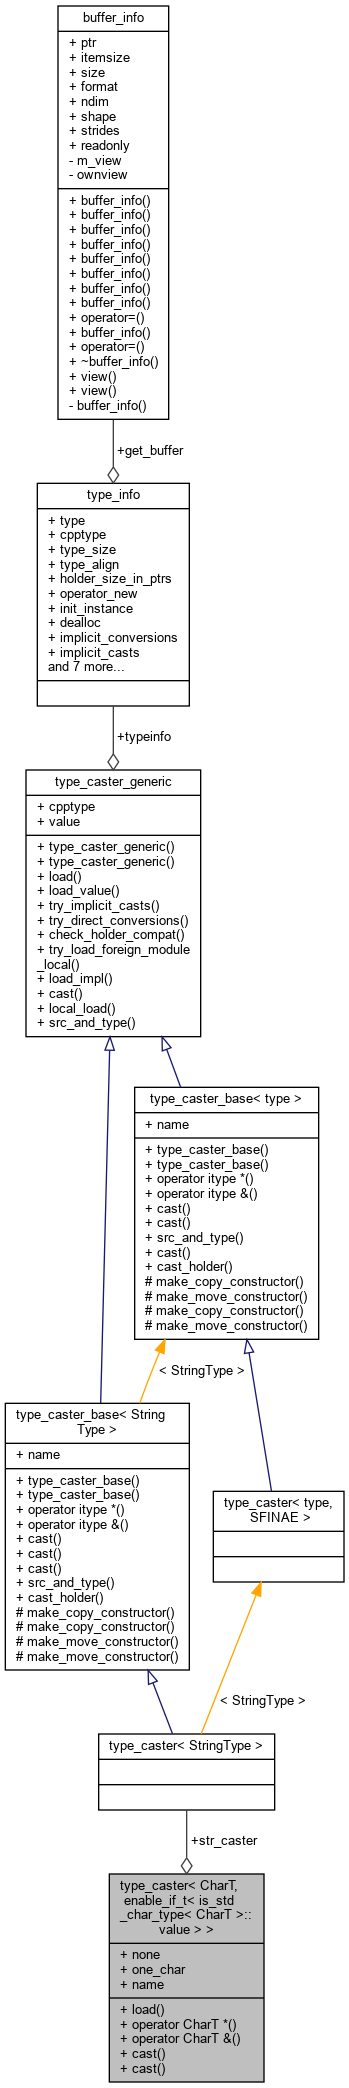 buffer_info
+ ptr
+ itemsize
+ size
+ format
+ ndim
+ shape
+ strides
+ readonly
- m_view
- ownview
+ buffer_info()
+ buffer_info()
+ buffer_info()
+ buffer_info()
+ buffer_info()
+ buffer_info()
+ buffer_info()
+ buffer_info()
+ operator=()
+ buffer_info()
+ operator=()
+ ~buffer_info()
+ view()
+ view()
- buffer_info()
+get_buffer
type_info
+ type
+ cpptype
+ type_size
+ type_align
+ holder_size_in_ptrs
+ operator_new
+ init_instance
+ dealloc
+ implicit_conversions
+ implicit_casts
and 7 more...
+typeinfo
type_caster_generic
+ cpptype
+ value
+ type_caster_generic()
+ type_caster_generic()
+ load()
+ load_value()
+ try_implicit_casts()
+ try_direct_conversions()
+ check_holder_compat()
+ try_load_foreign_module
_local()
+ load_impl()
+ cast()
+ local_load()
+ src_and_type()
type_caster_base< type >
+ name
+ type_caster_base()
+ type_caster_base()
+ operator itype *()
+ operator itype &()
+ cast()
+ cast()
+ src_and_type()
+ cast()
+ cast_holder()
# make_copy_constructor()
# make_move_constructor()
# make_copy_constructor()
# make_move_constructor()
< StringType >
type_caster_base< String
Type >
+ name
+ type_caster_base()
+ type_caster_base()
+ operator itype *()
+ operator itype &()
+ cast()
+ cast()
+ cast()
+ src_and_type()
+ cast_holder()
# make_copy_constructor()
# make_copy_constructor()
# make_move_constructor()
# make_move_constructor()
type_caster< type,
SFINAE >
< StringType >
type_caster< StringType >
+str_caster
type_caster< CharT,
enable_if_t< is_std
_char_type< CharT >::
value > >
+ none
+ one_char
+ name
+ load()
+ operator CharT *()
+ operator CharT &()
+ cast()
+ cast()